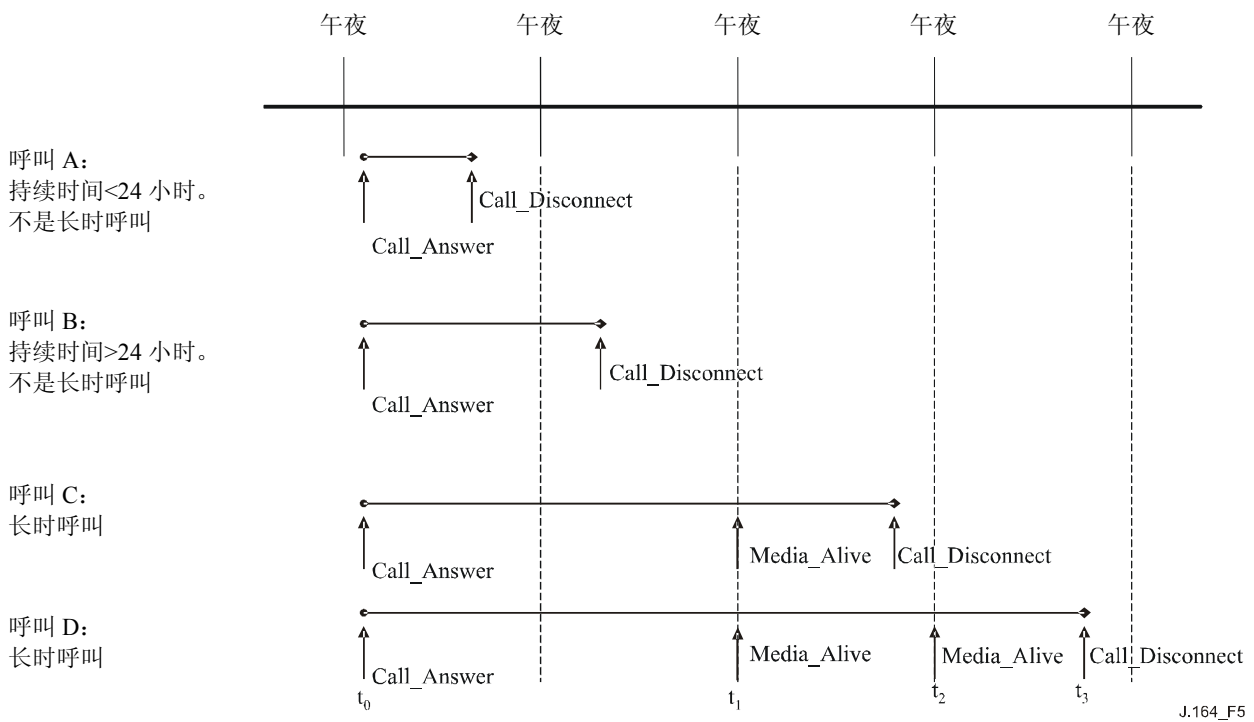 午夜 午夜 午夜 午夜 午夜
呼叫 A：
持续时间<24 小时。
不是长时呼叫
Call_Disconnect
Call_Answer
呼叫 B：
持续时间>24 小时。
不是长时呼叫
Call_Disconnect
Call_Answer
呼叫 C：
长时呼叫
Media_Alive Call_Disconnect
Call_Answer
呼叫 D：
长时呼叫
Media_Alive Media_Alive Call_Disconnect
Call_Answer
t₀ t₁ t₂ t₃
J.164_F5